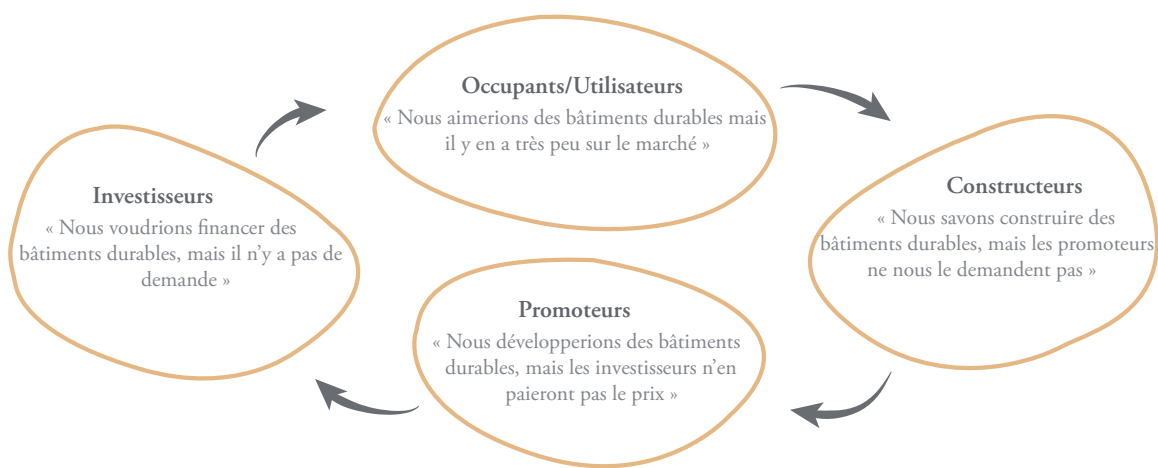 Occupants/Utilisateurs
« Nous aimerions des bâtiments durables mais
il y en a très peu sur le marché »
Investisseurs
« Nous voudrions financer des
bâtiments durables, mais il n’y a pas de
demande »
Constructeurs
« Nous savons construire des
bâtiments durables, mais les promoteurs
ne nous le demandent pas »
Promoteurs
« Nous développerions des bâtiments
durables, mais les investisseurs n’en
paieront pas le prix »